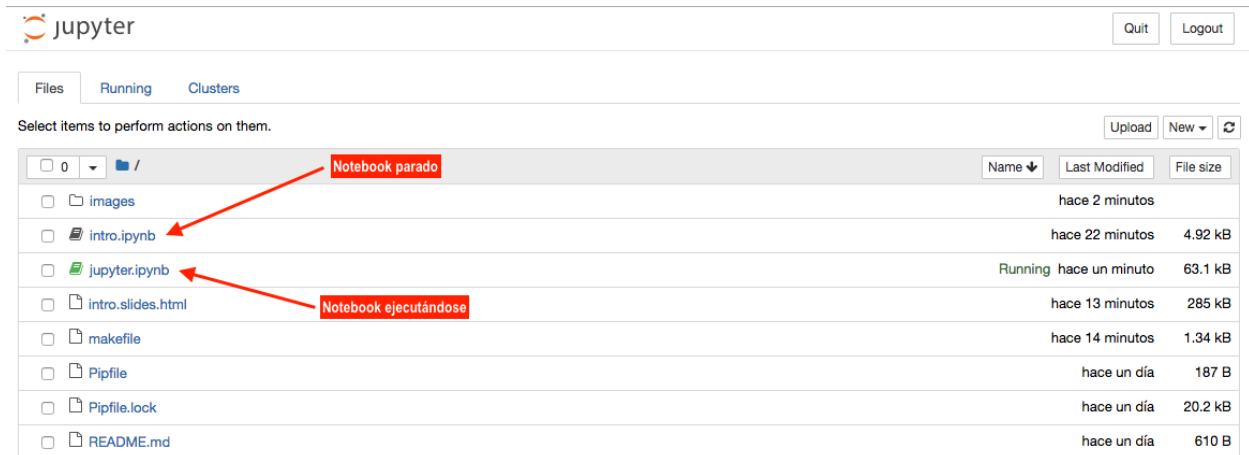 jupyter Quit Logout
Files Running Clusters
Select items to perform actions on them. Upload New
0 / Notebook parado Name Last Modified File size
images hace 2 minutos
intro.ipynb hace 22 minutos 4.92 kB
jupyter.ipynb Running hace un minuto 63.1 kB
intro.slides.html Notebook ejecutándose hace 13 minutos 285 kB
makefile hace 14 minutos 1.34 kB
Pipfile hace un día 187 B
Pipfile.lock hace un día 20.2 kB
README.md hace un día 610 B